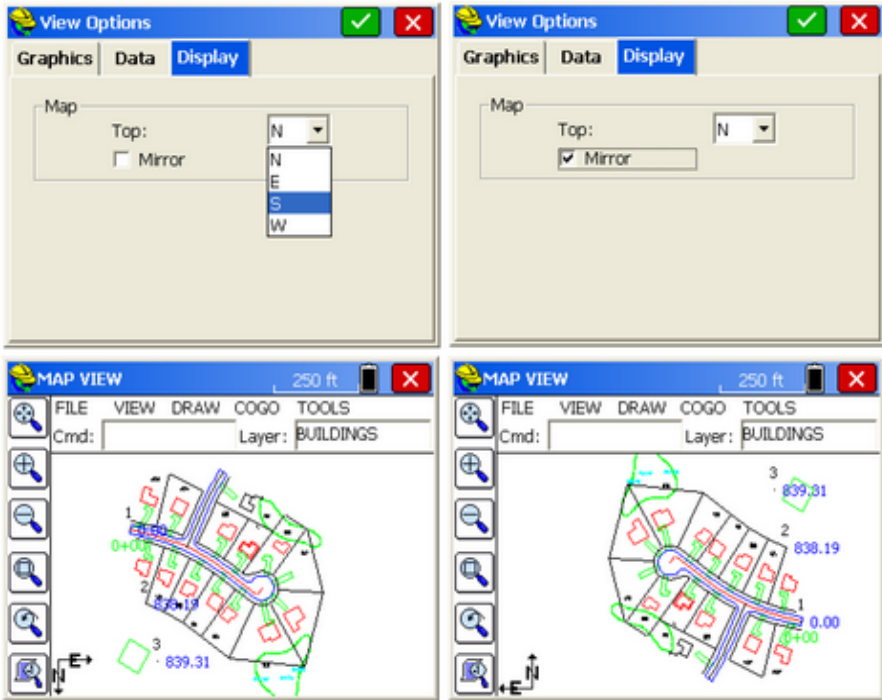 View Options
Graphics Data Display
Map
Top: N
Mirror
N
E
S
W
View Options
Graphics Data Display
Map
Top: N
Mirror
MAP VIEW 250 ft
FILE VIEW DRAW COGO TOOLS
Cmd: Layer: BUILDINGS
1
0.00
0+00
2
838.19
3
839.31
E
N
MAP VIEW 250 ft
FILE VIEW DRAW COGO TOOLS
Cmd: Layer: BUILDINGS
3
839.31
2
838.19
1
0.00
0+00
N
E